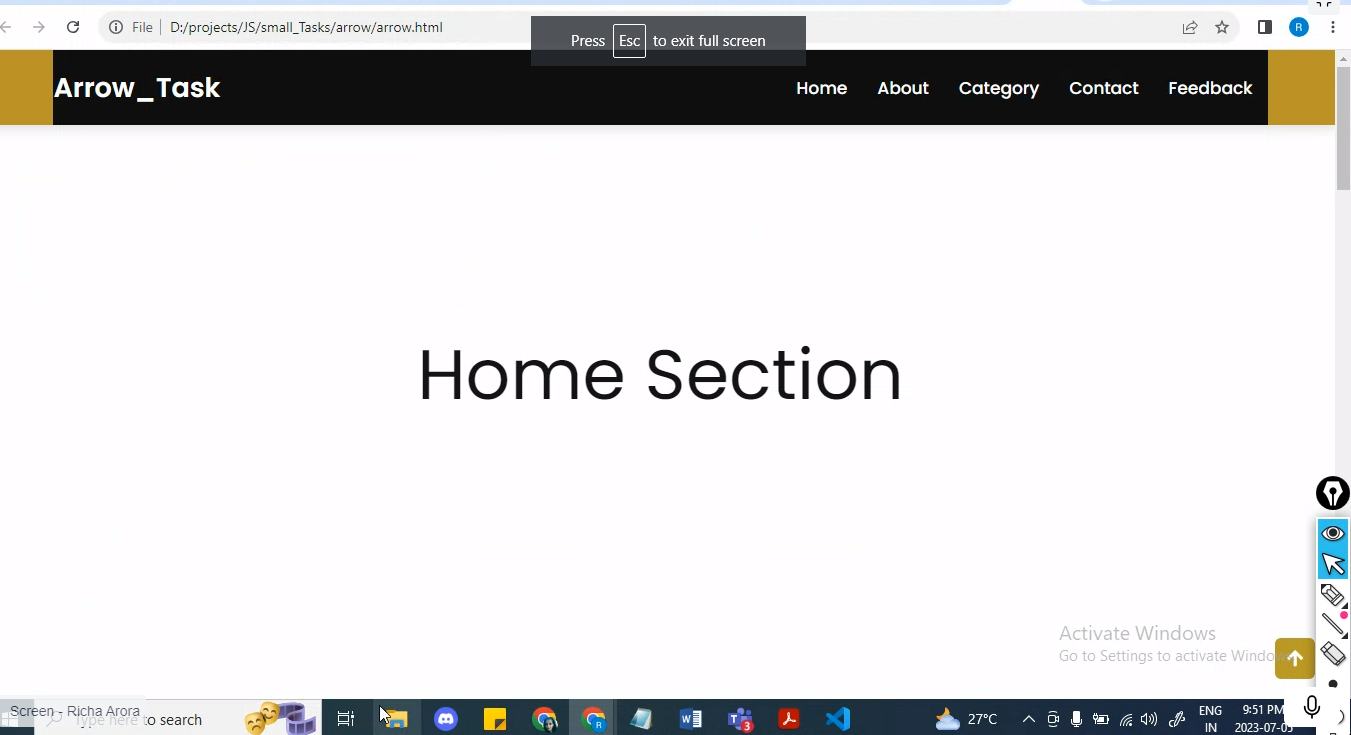 File D:/projects/JS/small_Tasks/arrow/arrow.html
R
Press Esc to exit full screen
Arrow_Task
Home About Category Contact Feedback
Home Section
Activate Windows
Go to Settings to activate Windows
Screen - Richa Arora
Type here to search
R
3
27°C
ENG
IN
9:51 PM
2023-07-05